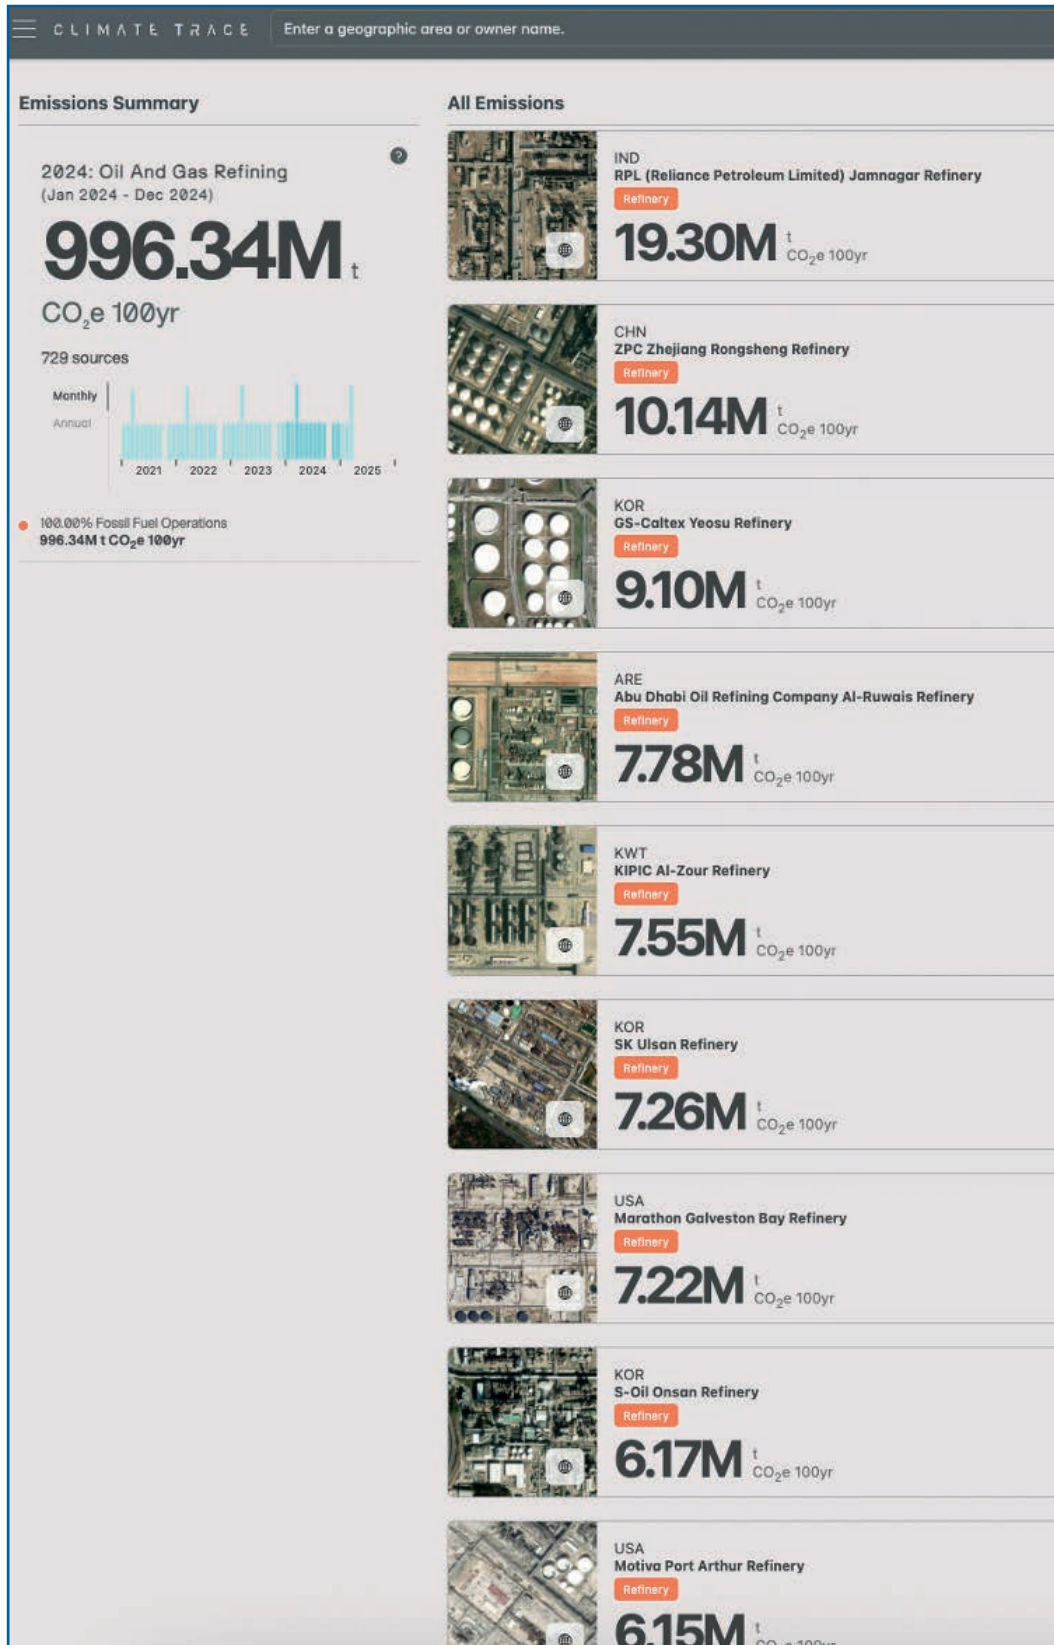 CLIMATE TRACE
Enter a geographic area or owner name.
Emissions Summary
2024: Oil And Gas Refining
(Jan 2024 - Dec 2024)
996.34M t
CO₂e 100yr
729 sources
Monthly
Annual
2021 2022 2023 2024 2025
100.00% Fossil Fuel Operations
996.34M t CO₂e 100yr
All Emissions
IND
RPL (Reliance Petroleum Limited) Jamnagar Refinery
Refinery
19.30M t
CO₂e 100yr
CHN
ZPC Zhejiang Rongsheng Refinery
Refinery
10.14M t
CO₂e 100yr
KOR
GS-Caltex Yeosu Refinery
Refinery
9.10M t
CO₂e 100yr
ARE
Abu Dhabi Oil Refining Company Al-Ruwais Refinery
Refinery
7.78M t
CO₂e 100yr
KWT
KIPIC Al-Zour Refinery
Refinery
7.55M t
CO₂e 100yr
KOR
SK Ulsan Refinery
Refinery
7.26M t
CO₂e 100yr
USA
Marathon Galveston Bay Refinery
Refinery
7.22M t
CO₂e 100yr
KOR
S-Oil Onsan Refinery
Refinery
6.17M t
CO₂e 100yr
USA
Motiva Port Arthur Refinery
Refinery
6.15M t
CO₂e 100yr